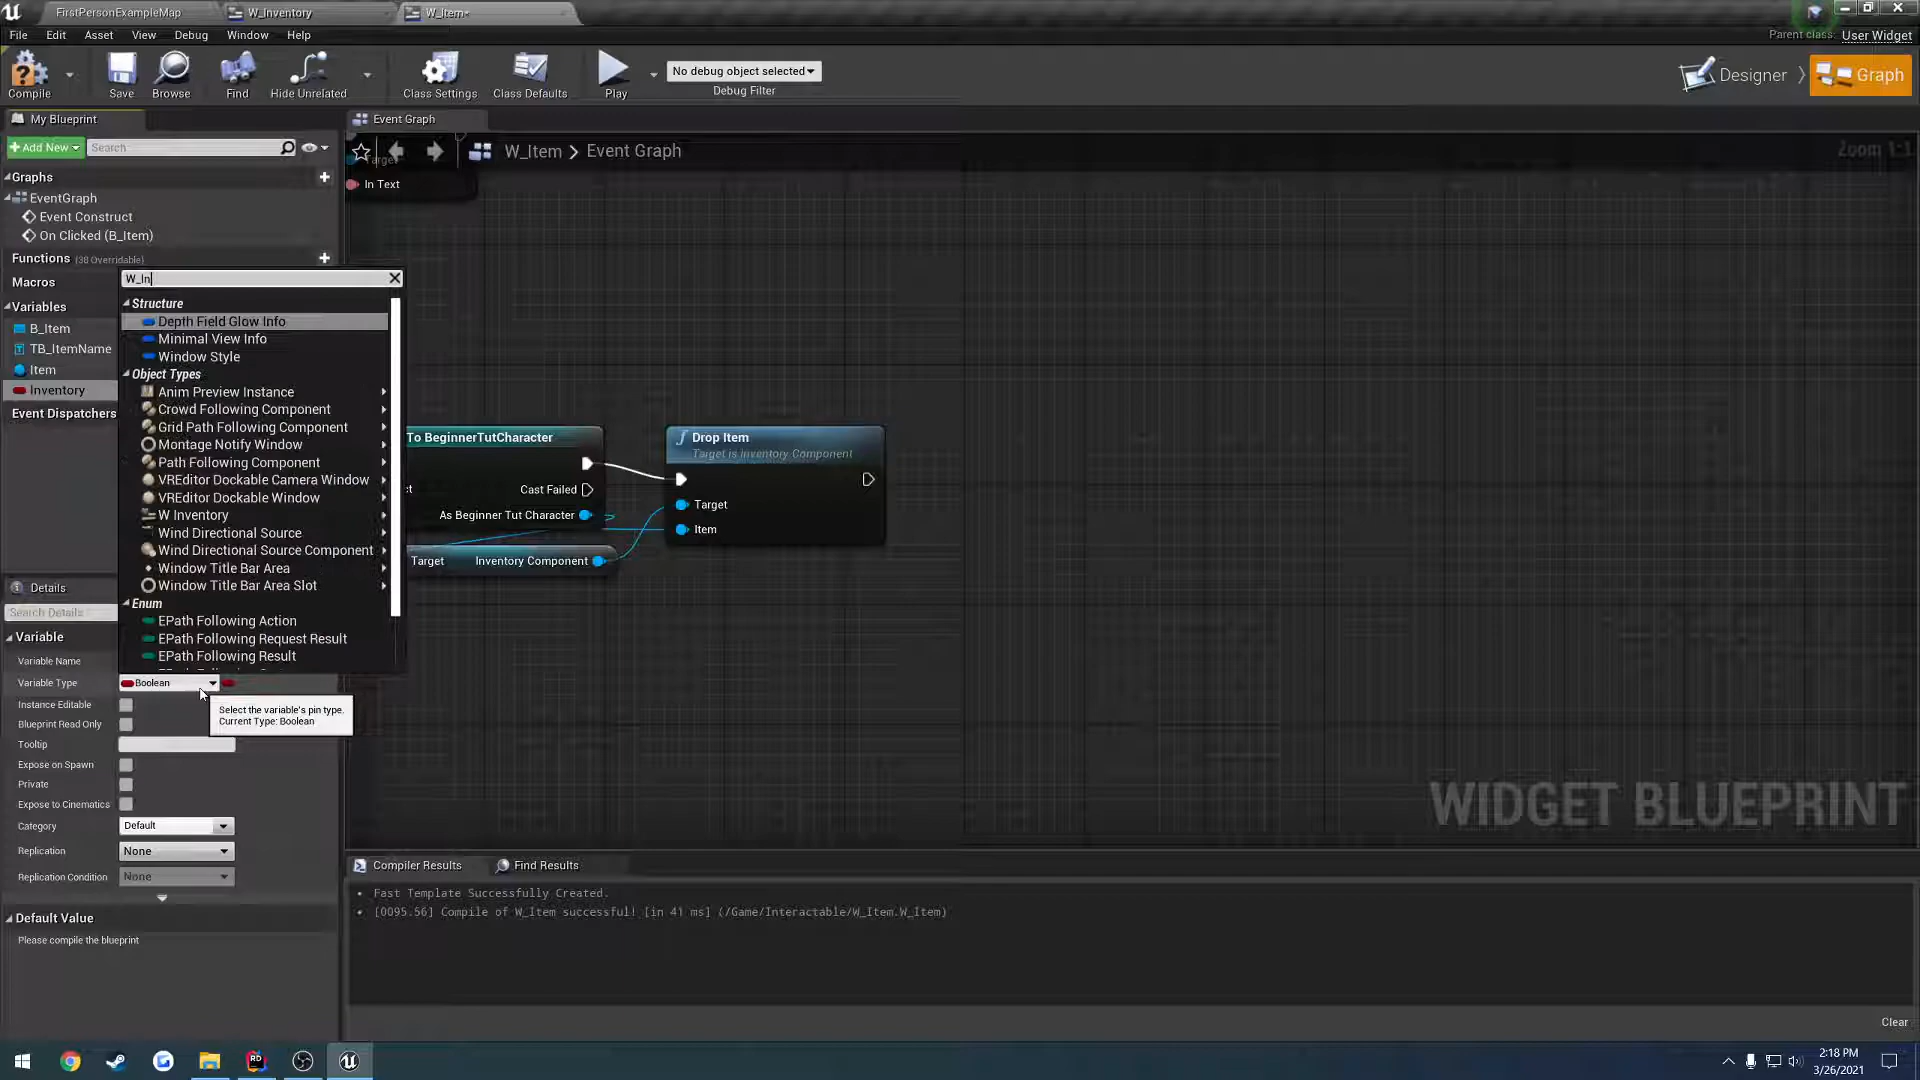 FirstPersonExampleMap
W_Inventory
W_Item*
File Edit Asset View Debug Window Help
Parent class: User Widget
Compile
Save
Browse
Find
Hide Unrelated
Class Settings
Class Defaults
Play
No debug object selected
Debug Filter
Designer
Graph
My Blueprint
Event Graph
Add New
Search
W_Item > Event Graph
Zoom 1:1
Graphs
EventGraph
Event Construct
On Clicked (B_Item)
Functions (38 Overridable)
Macros
Variables
B_Item
TB_ItemName
Item
Inventory
Event Dispatchers
Target
In Text
W_In
Structure
Depth Field Glow Info
Minimal View Info
Window Style
Object Types
Anim Preview Instance
Crowd Following Component
Grid Path Following Component
Montage Notify Window
Path Following Component
VREditor Dockable Camera Window
VREditor Dockable Window
W Inventory
Wind Directional Source
Wind Directional Source Component
Window Title Bar Area
Window Title Bar Area Slot
Enum
EPath Following Action
EPath Following Request Result
EPath Following Result
To BeginnerTutCharacter
ct
Cast Failed
As Beginner Tut Character
Target
Inventory Component
Drop Item
Target is Inventory Component
Target
Item
WIDGET BLUEPRINT
Details
Search Details
Variable
Variable Name
Variable Type
Boolean
Select the variable's pin type.
Current Type: Boolean
Instance Editable
Blueprint Read Only
Tooltip
Expose on Spawn
Private
Expose to Cinematics
Category
Default
Replication
None
Replication Condition
None
Default Value
Please compile the blueprint
Compiler Results
Find Results
Fast Template Successfully Created.
[0095.56] Compile of W_Item successful! [in 41 ms] (/Game/Interactable/W_Item.W_Item)
Clear
2:18 PM
3/26/2021